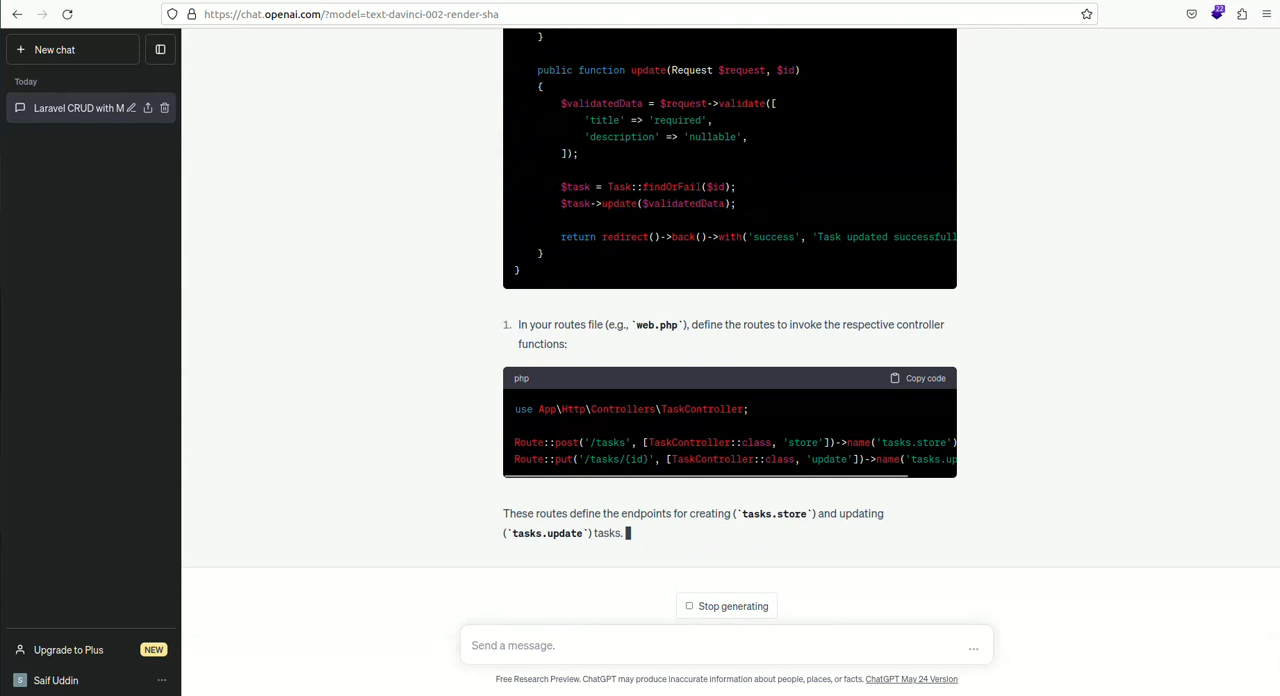 https://chat.openai.com/?model=text-davinci-002-render-sha
22
New chat
Today
Laravel CRUD with M
}
public function update(Request $request, $id)
{
$validatedData = $request->validate([
'title' => 'required',
'description' => 'nullable',
]);
$task = Task::findOrFail($id);
$task->update($validatedData);
return redirect()->back()->with('success', 'Task updated successfull
}
}
1. In your routes file (e.g., `web.php`), define the routes to invoke the respective controller
functions:
php Copy code
use App\Http\Controllers\TaskController;
Route::post('/tasks', [TaskController::class, 'store'])->name('tasks.store')
Route::put('/tasks/{id}', [TaskController::class, 'update'])->name('tasks.up
These routes define the endpoints for creating (`tasks.store`) and updating
(`tasks.update`) tasks.
Stop generating
Send a message.
...
Free Research Preview. ChatGPT may produce inaccurate information about people, places, or facts. ChatGPT May 24 Version
Upgrade to Plus NEW
S Saif Uddin ...